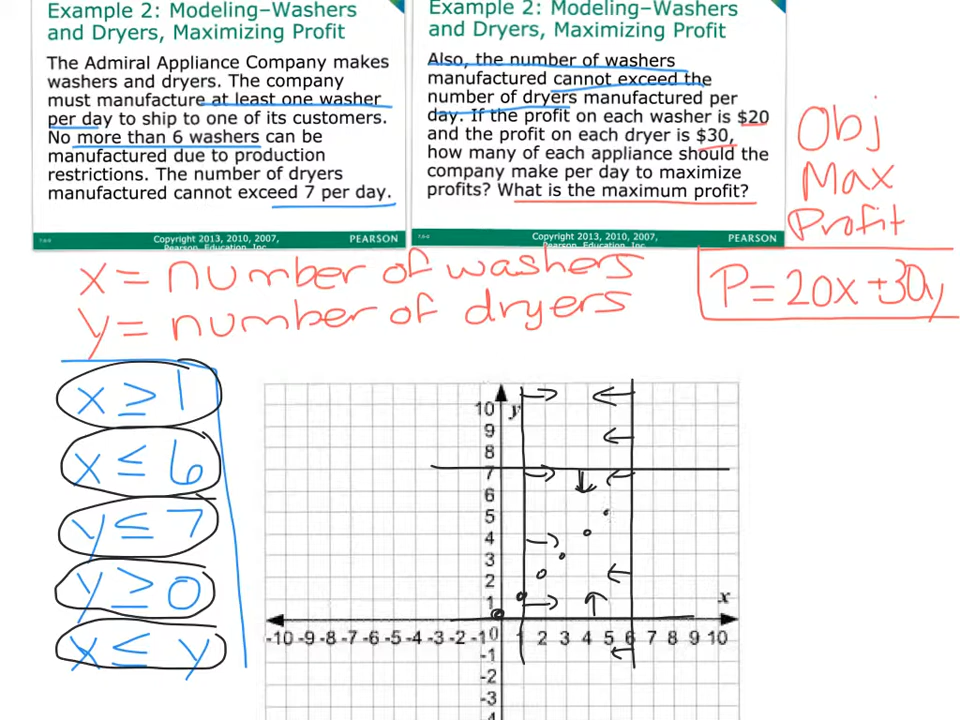 Example 2: Modeling–Washers
and Dryers, Maximizing Profit
The Admiral Appliance Company makes
washers and dryers. The company
must manufacture at least one washer
per day to ship to one of its customers.
No more than 6 washers can be
manufactured due to production
restrictions. The number of dryers
manufactured cannot exceed 7 per day.
Copyright 2013, 2010, 2007,
Pearson, Education, Inc
PEARSON
Example 2: Modeling–Washers
and Dryers, Maximizing Profit
Also, the number of washers
manufactured cannot exceed the
number of dryers manufactured per
day. If the profit on each washer is $20
and the profit on each dryer is $30,
how many of each appliance should the
company make per day to maximize
profits? What is the maximum profit?
Copyright 2013, 2010, 2007,
Pearson, Education, Inc
PEARSON
Obj
Max
Profit
x = number of washers
y = number of dryers
P = 20x + 30y
x ≥ 1
x ≤ 6
y ≤ 7
y ≥ 0
x ≤ y
10 y
9
8
7
6
5
4
3
2
1
x
-10 -9 -8 -7 -6 -5 -4 -3 -2 -1 0 1 2 3 4 5 6 7 8 9 10
-1
-2
-3